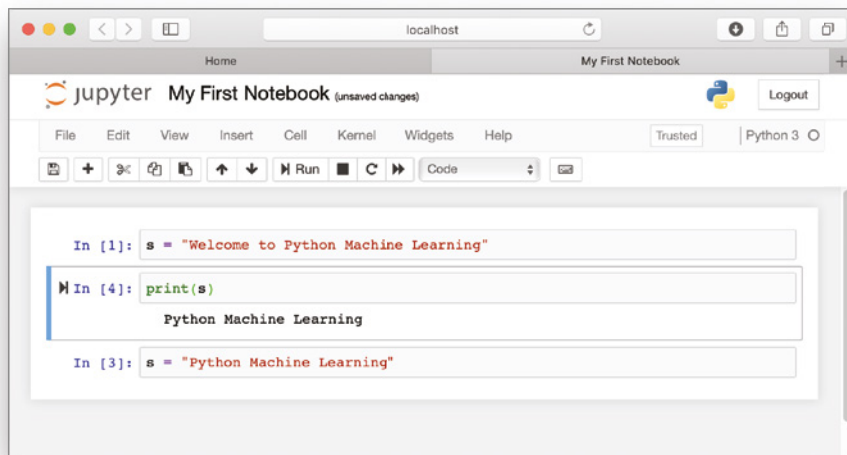 localhost
Home
My First Notebook
jupyter My First Notebook (unsaved changes)
Logout
File Edit View Insert Cell Kernel Widgets Help
Trusted
Python 3
Run
Code
In [1]: s = "Welcome to Python Machine Learning"
In [4]: print(s)
Python Machine Learning
In [3]: s = "Python Machine Learning"